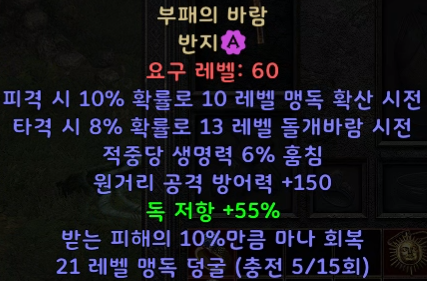 부패의 바람
반지 A
요구 레벨: 60
피격 시 10% 확률로 10 레벨 맹독 확산 시전
타격 시 8% 확률로 13 레벨 돌개바람 시전
적중당 생명력 6% 훔침
원거리 공격 방어력 +150
독 저항 +55%
받는 피해의 10%만큼 마나 회복
21 레벨 맹독 덩굴 (충전 5/15회)